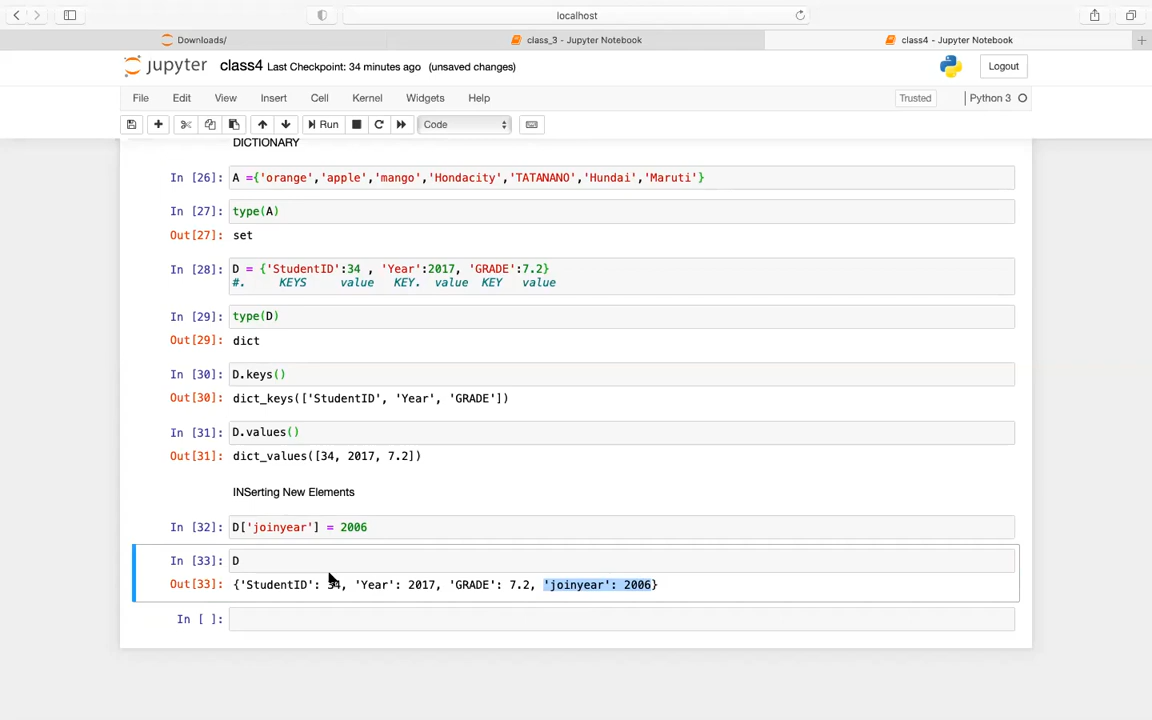 localhost
Downloads/
class_3 - Jupyter Notebook
class4 - Jupyter Notebook
jupyter class4 Last Checkpoint: 34 minutes ago (unsaved changes)
Logout
File Edit View Insert Cell Kernel Widgets Help
Trusted
Python 3
Run
Code
DICTIONARY
In [26]: A ={'orange','apple','mango','Hondacity','TATANANO','Hundai','Maruti'}
In [27]: type(A)
Out[27]: set
In [28]: D = {'StudentID':34 , 'Year':2017, 'GRADE':7.2}
#. KEYS value KEY. value KEY value
In [29]: type(D)
Out[29]: dict
In [30]: D.keys()
Out[30]: dict_keys(['StudentID', 'Year', 'GRADE'])
In [31]: D.values()
Out[31]: dict_values([34, 2017, 7.2])
INSerting New Elements
In [32]: D['joinyear'] = 2006
In [33]: D
Out[33]: {'StudentID': 34, 'Year': 2017, 'GRADE': 7.2, 'joinyear': 2006}
In [ ]: